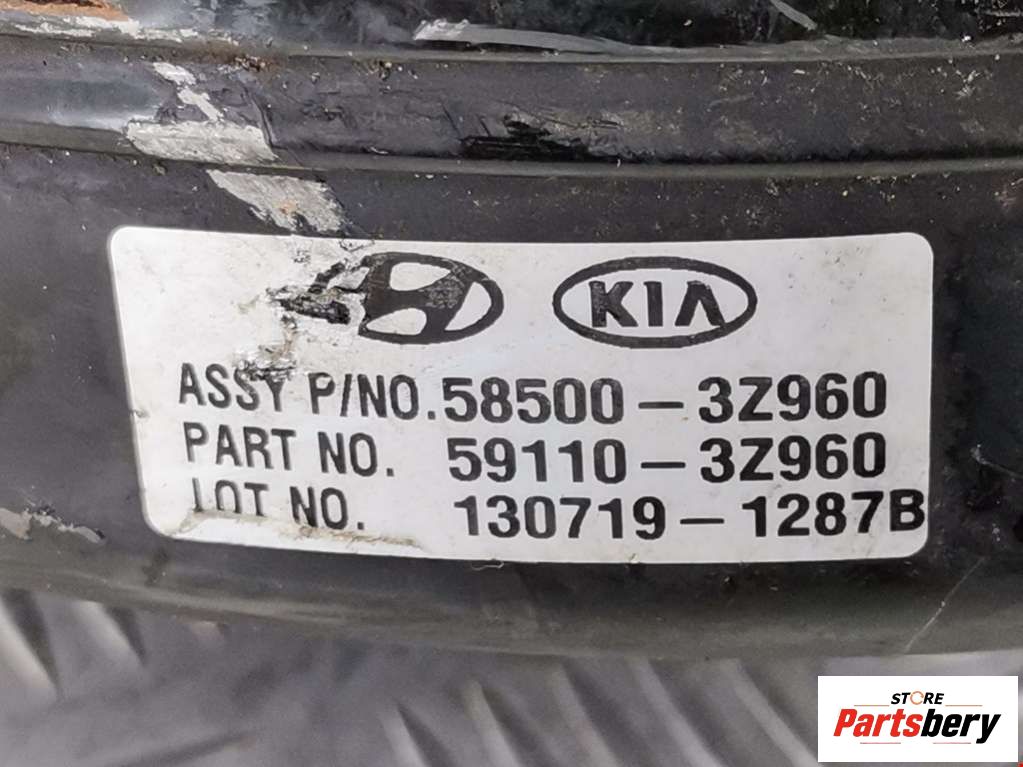 KIA
ASSY P/NO. 58500-3Z960
PART NO. 59110-3Z960
LOT NO. 130719-1287B
STORE
Partsbery